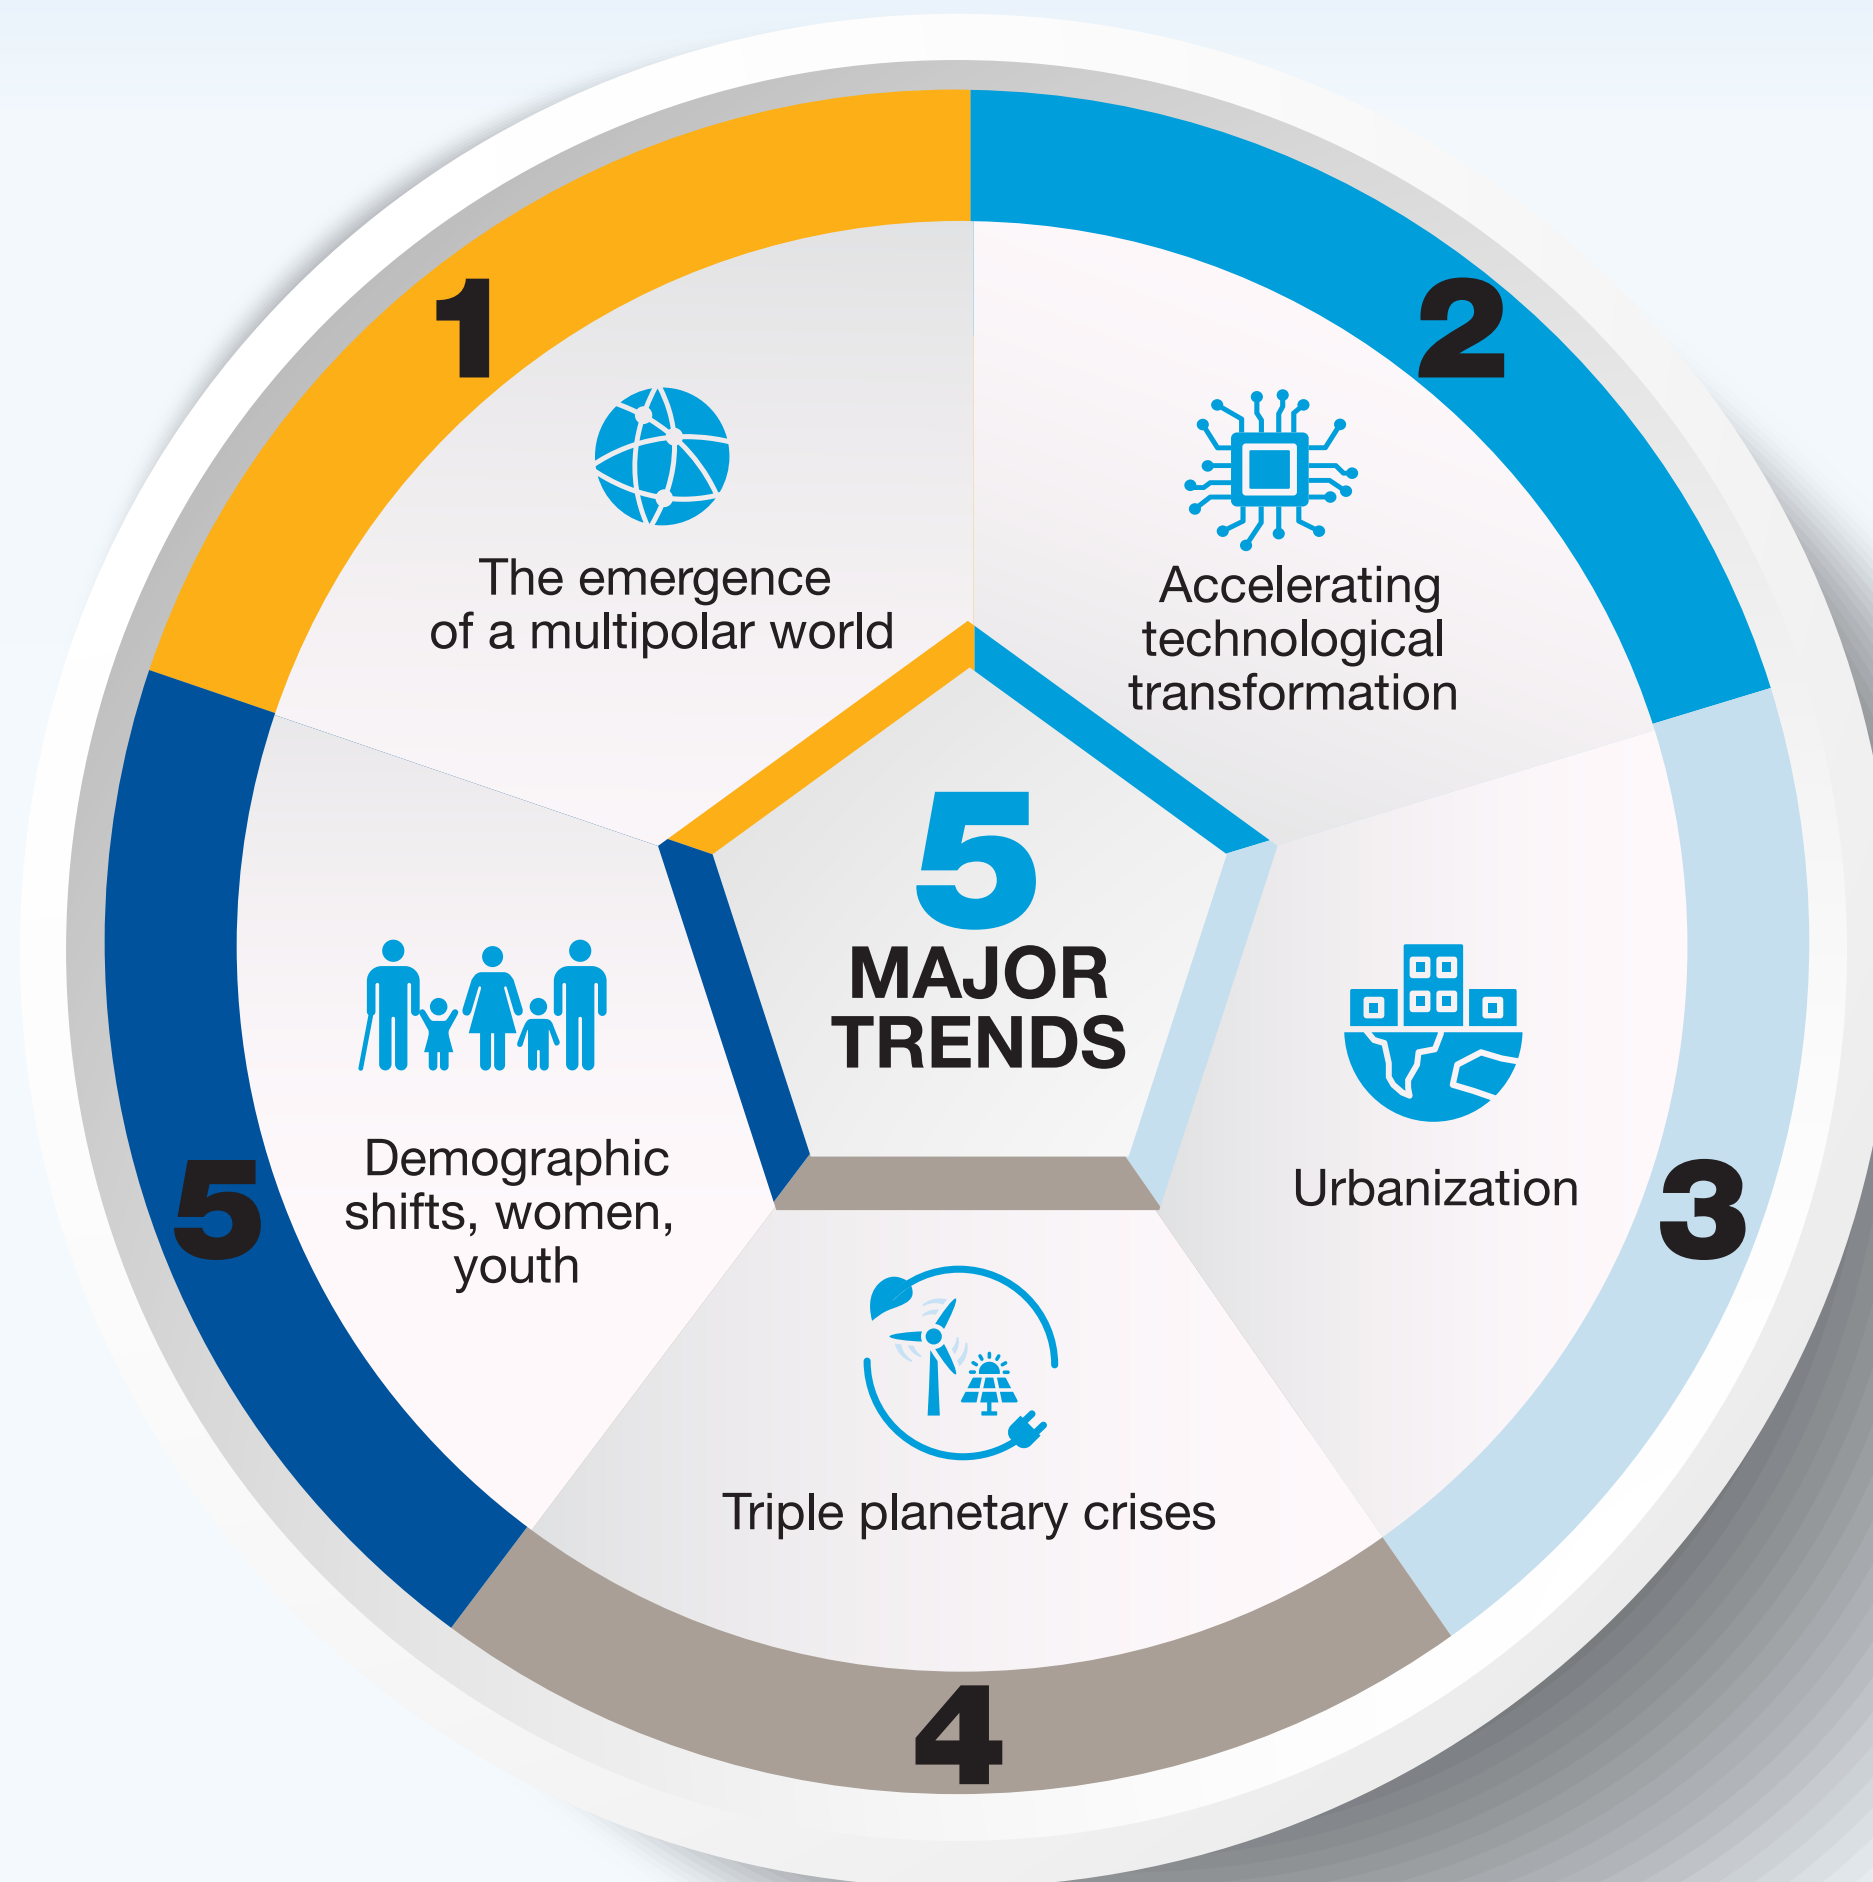 5
MAJOR
TRENDS
1
The emergence
of a multipolar world
2
Accelerating
technological
transformation
3
Urbanization
4
Triple planetary crises
5
Demographic
shifts, women,
youth